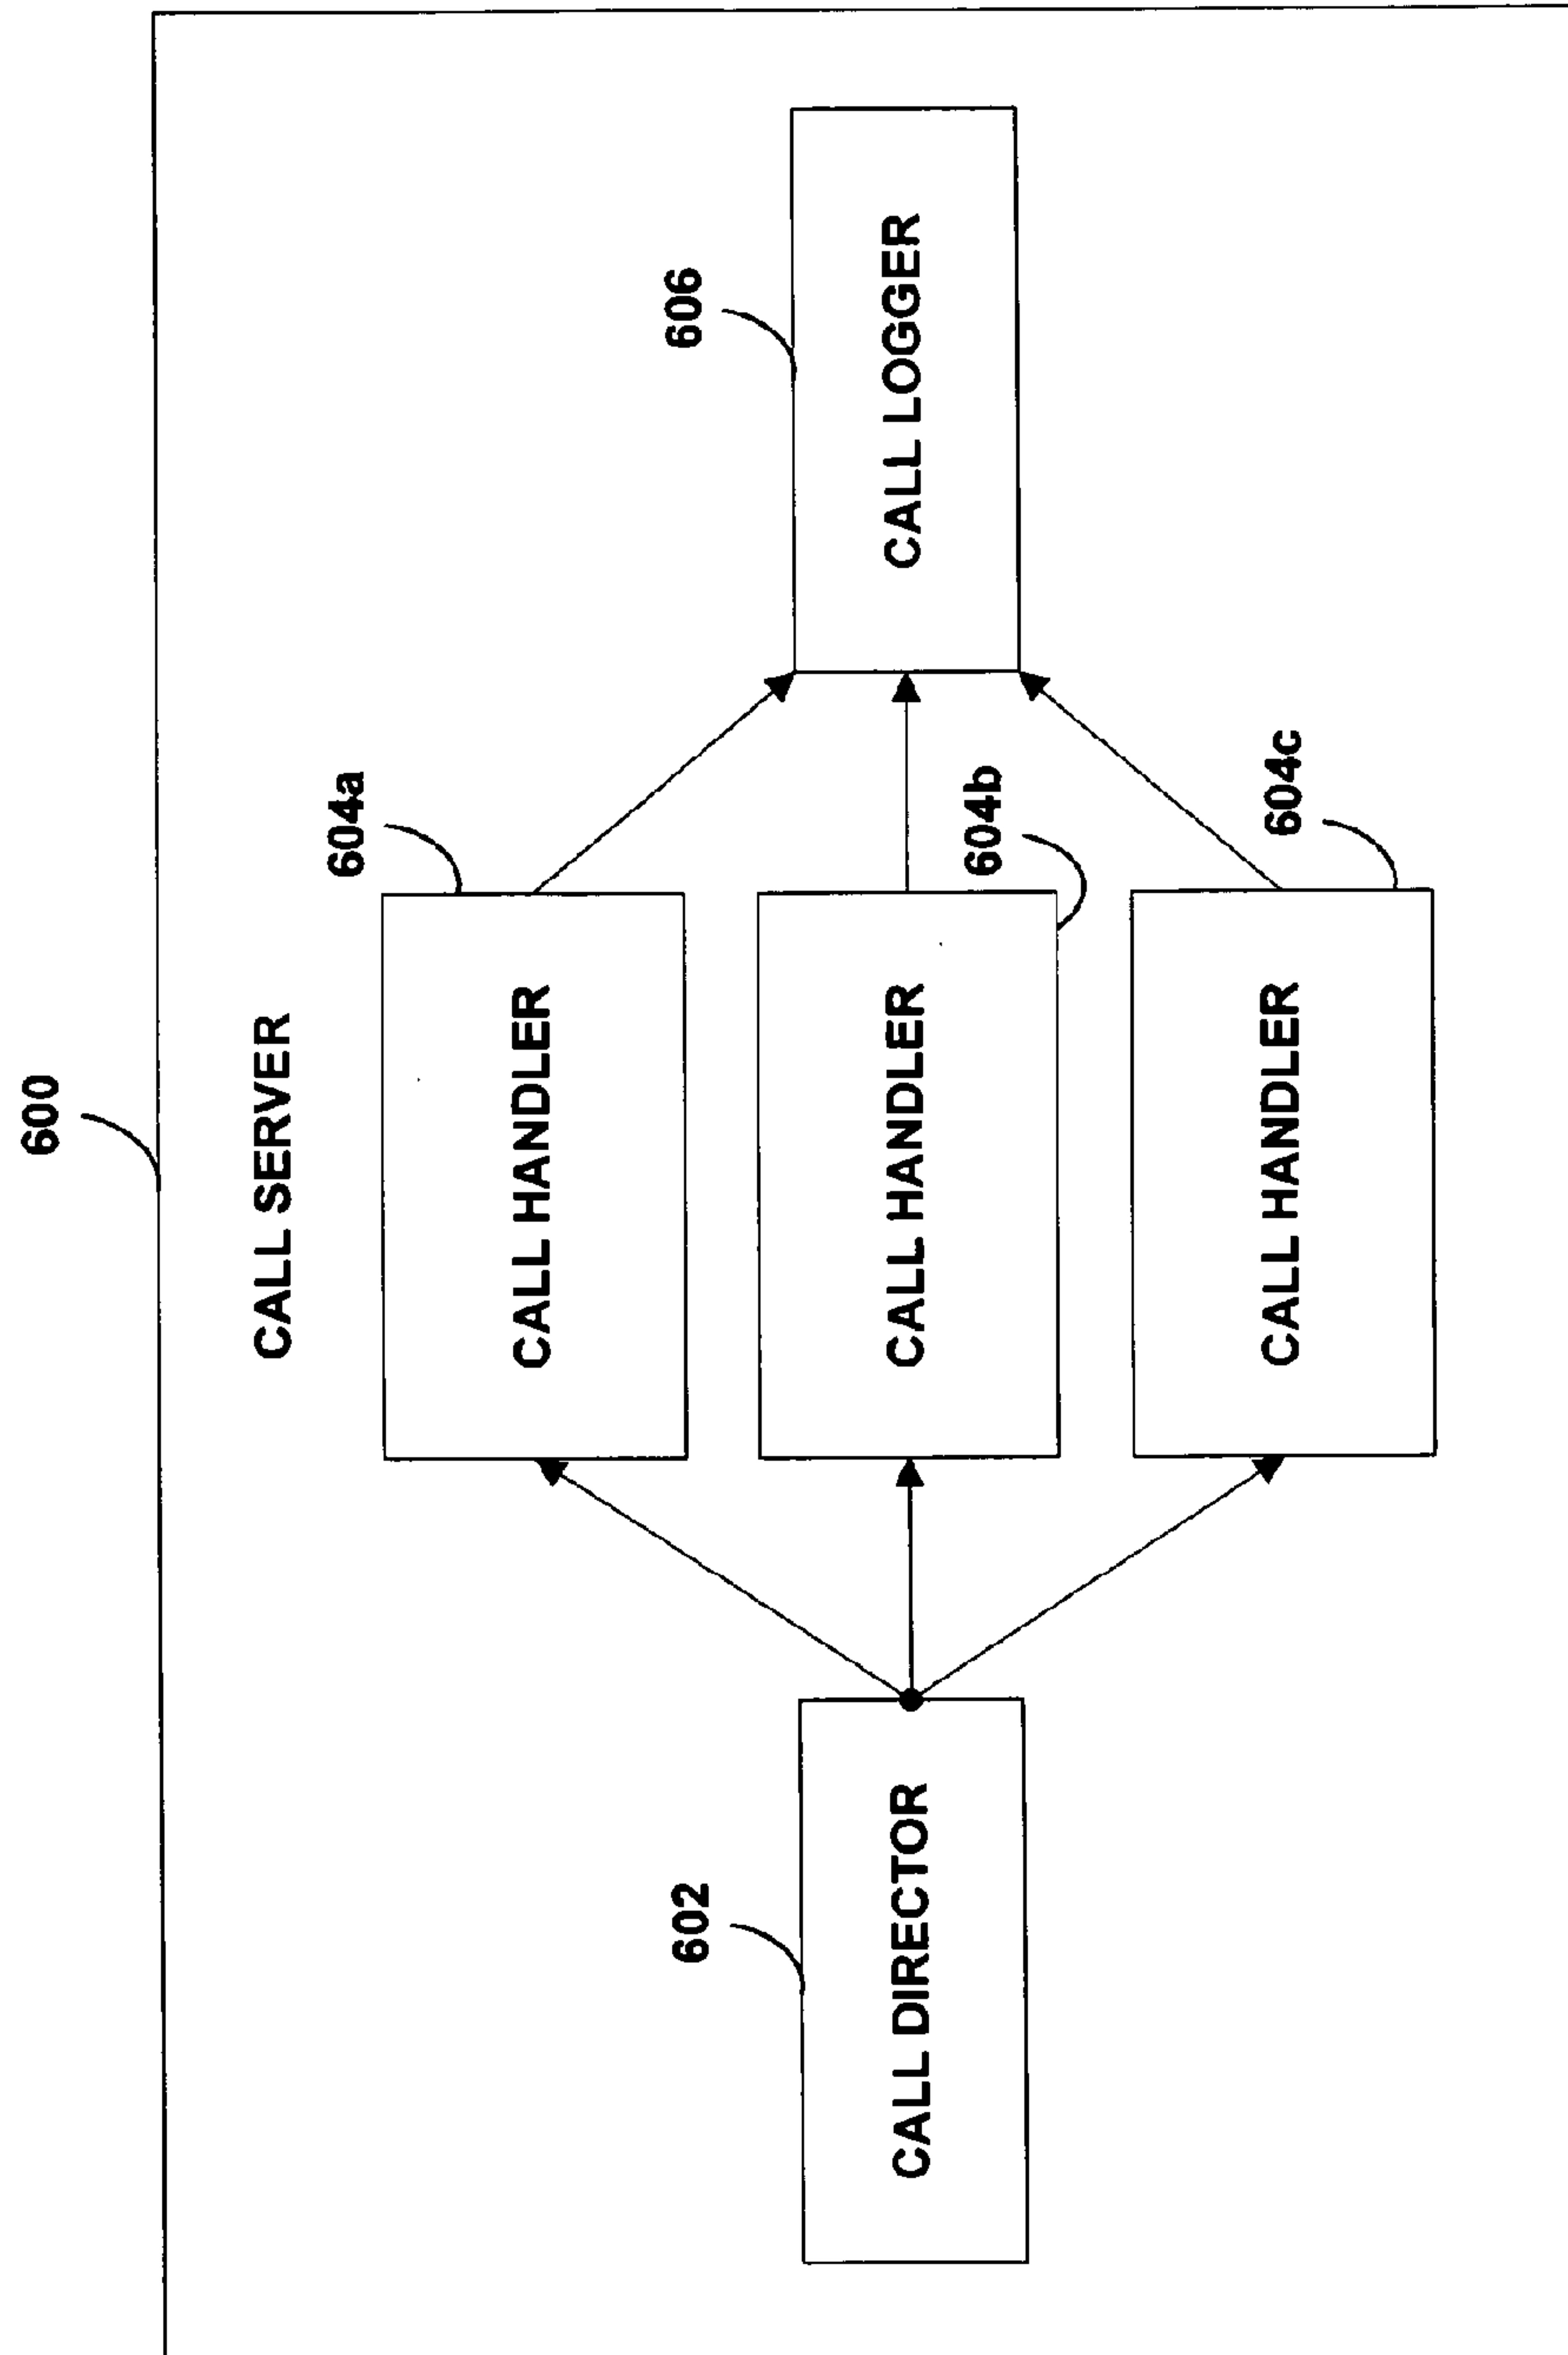 600
CALL SERVER
604a
CALL HANDLER
602
CALL DIRECTOR
606
CALL LOGGER
604b
CALL HANDLER
604c
CALL HANDLER